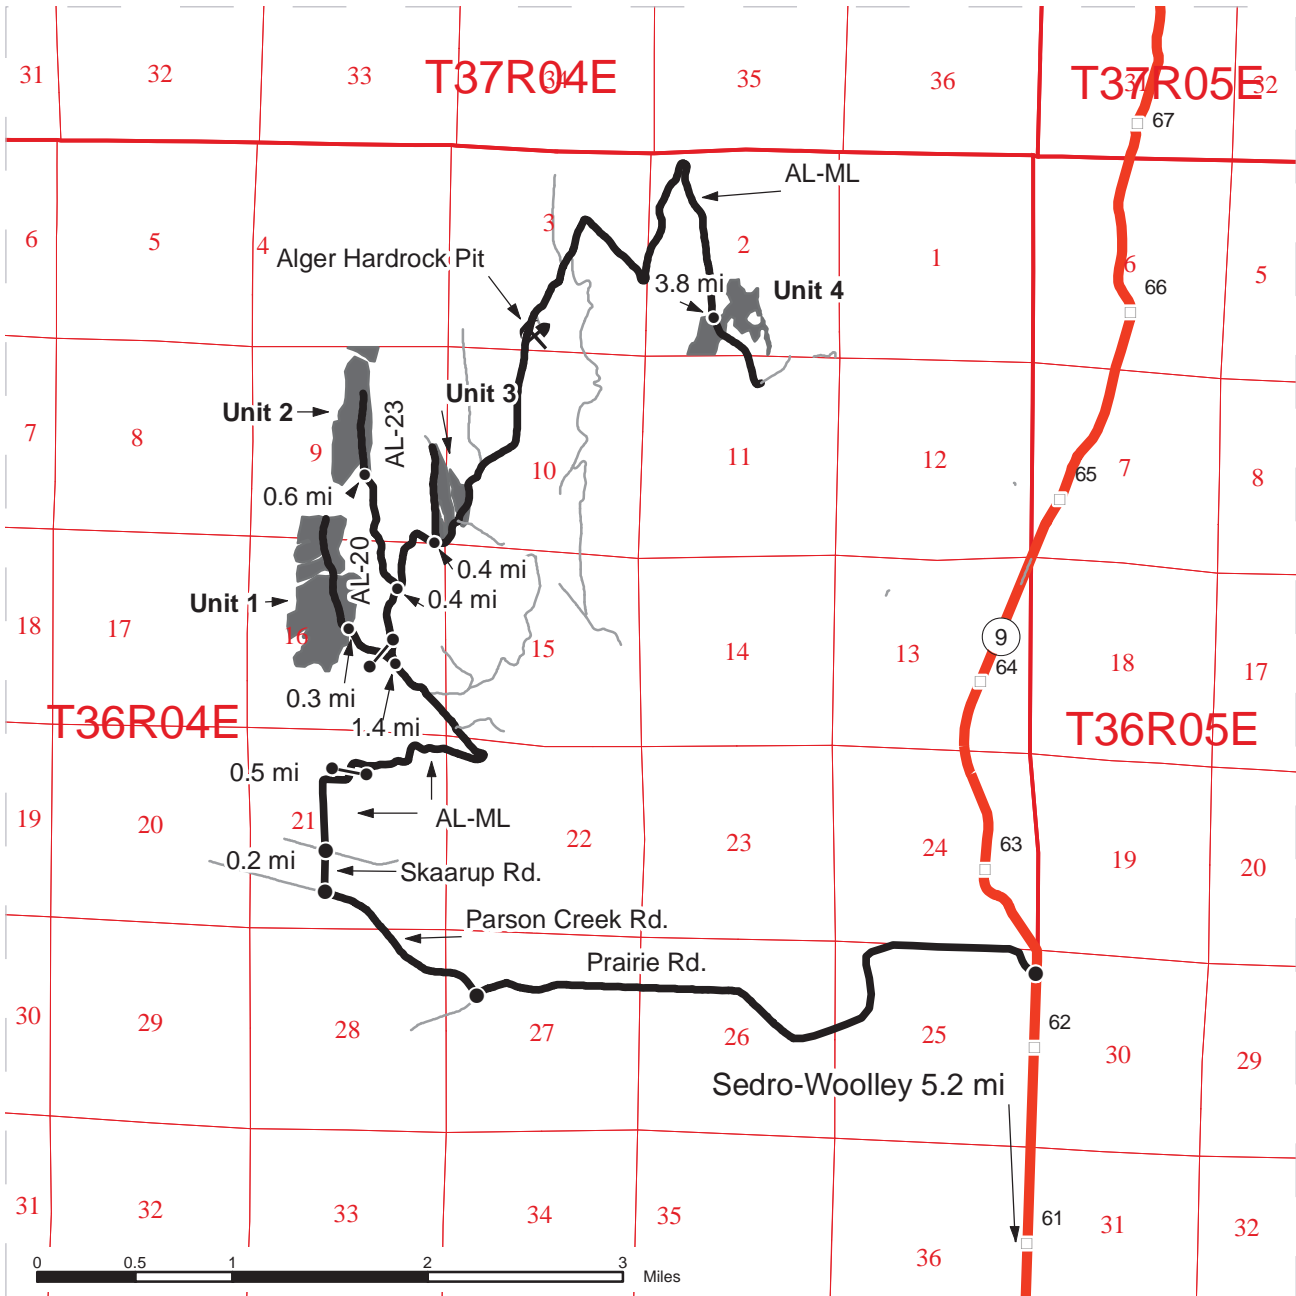 31
32
33
T37R04E
34
35
36
T37R05E
31
32
67
AL-ML
6
5
4
3
2
1
6
5
Alger Hardrock Pit
3.8 mi
Unit 4
66
Unit 2
AL-23
Unit 3
7
8
9
10
11
12
65
7
8
0.6 mi
AL-20
0.4 mi
0.4 mi
Unit 1
18
17
16
15
14
13
9
64
18
17
0.3 mi
1.4 mi
T36R04E
T36R05E
0.5 mi
AL-ML
19
20
21
22
23
24
63
19
20
0.2 mi
Skaarup Rd.
Parson Creek Rd.
Prairie Rd.
30
29
28
27
26
25
62
30
29
Sedro-Woolley 5.2 mi
31
32
33
34
35
36
61
31
32
0 0.5 1 2 3
Miles